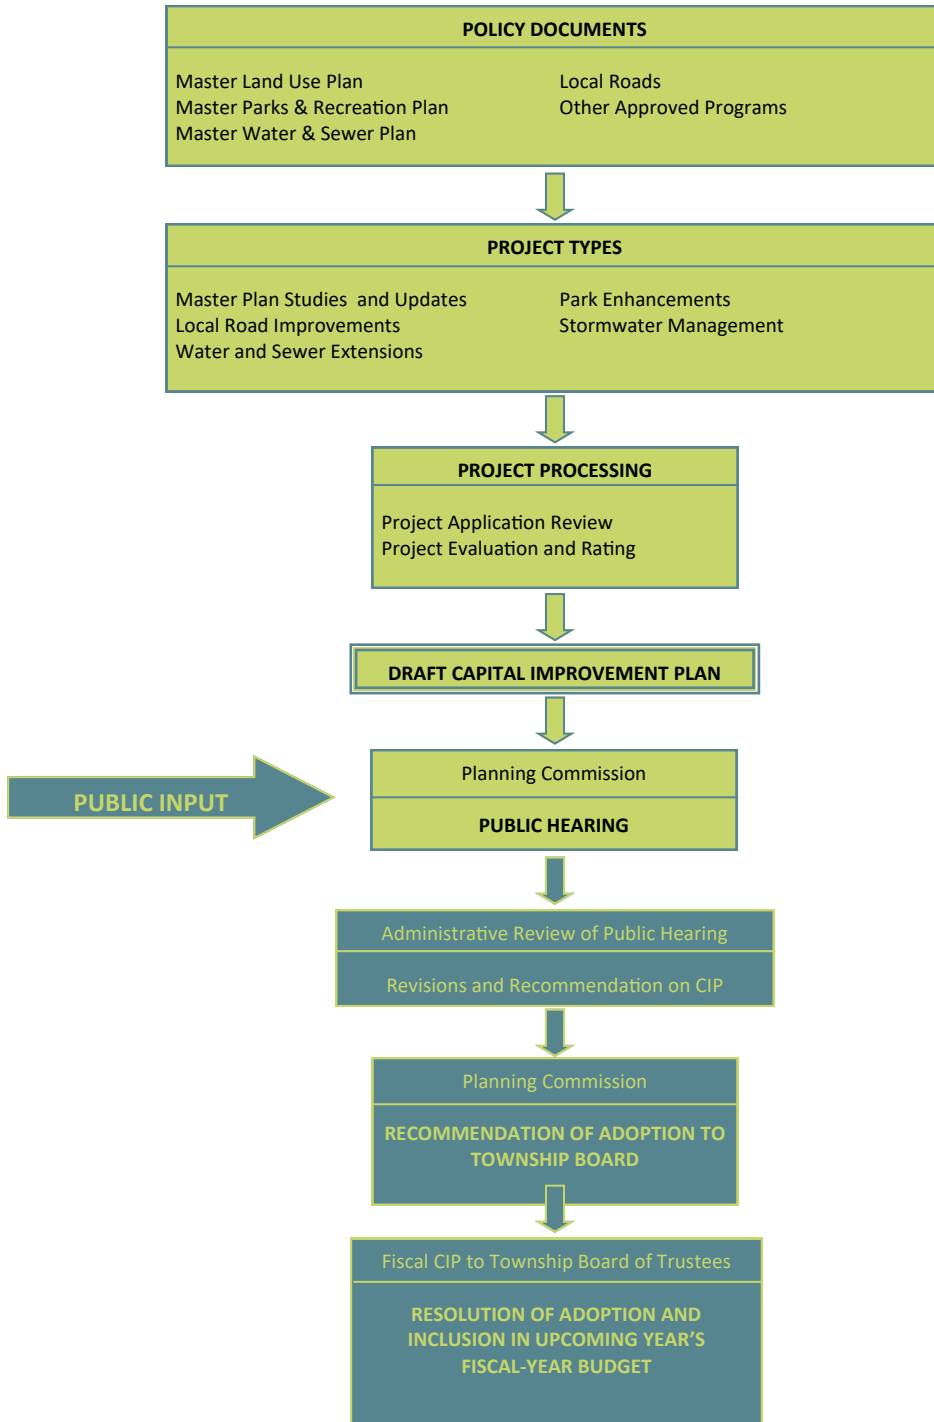 POLICY DOCUMENTS
Master Land Use Plan
Master Parks & Recreation Plan
Master Water & Sewer Plan
Local Roads
Other Approved Programs
PROJECT TYPES
Master Plan Studies and Updates
Local Road Improvements
Water and Sewer Extensions
Park Enhancements
Stormwater Management
PROJECT PROCESSING
Project Application Review
Project Evaluation and Rating
DRAFT CAPITAL IMPROVEMENT PLAN
PUBLIC INPUT
Planning Commission
PUBLIC HEARING
Administrative Review of Public Hearing
Revisions and Recommendation on CIP
Planning Commission
RECOMMENDATION OF ADOPTION TO
TOWNSHIP BOARD
Fiscal CIP to Township Board of Trustees
RESOLUTION OF ADOPTION AND
INCLUSION IN UPCOMING YEAR’S
FISCAL-YEAR BUDGET